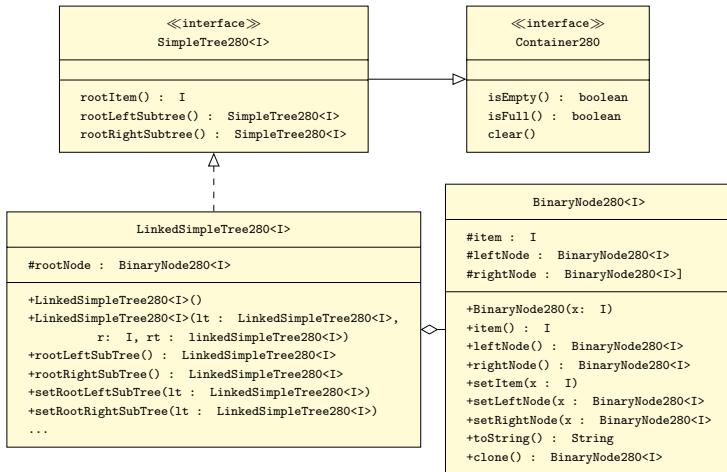 ≪interface≫
SimpleTree280<I>
rootItem() : I
rootLeftSubtree() : SimpleTree280<I>
rootRightSubtree() : SimpleTree280<I>
≪interface≫
Container280
isEmpty() : boolean
isFull() : boolean
clear()
LinkedSimpleTree280<I>
#rootNode : BinaryNode280<I>
+LinkedSimpleTree280<I>()
+LinkedSimpleTree280<I>(lt : LinkedSimpleTree280<I>,
r: I, rt : linkedSimpleTree280<I>)
+rootLeftSubTree() : LinkedSimpleTree280<I>
+rootRightSubTree() : LinkedSimpleTree280<I>
+setRootLeftSubTree(lt : LinkedSimpleTree280<I>)
+setRootRightSubTree(lt : LinkedSimpleTree280<I>)
...
BinaryNode280<I>
#item : I
#leftNode : BinaryNode280<I>
#rightNode : BinaryNode280<I>]
+BinaryNode280(x: I)
+item() : I
+leftNode() : BinaryNode280<I>
+rightNode() : BinaryNode280<I>
+setItem(x : I)
+setLeftNode(x : BinaryNode280<I>
+setRightNode(x : BinaryNode280<I>
+toString() : String
+clone() : BinaryNode280<I>